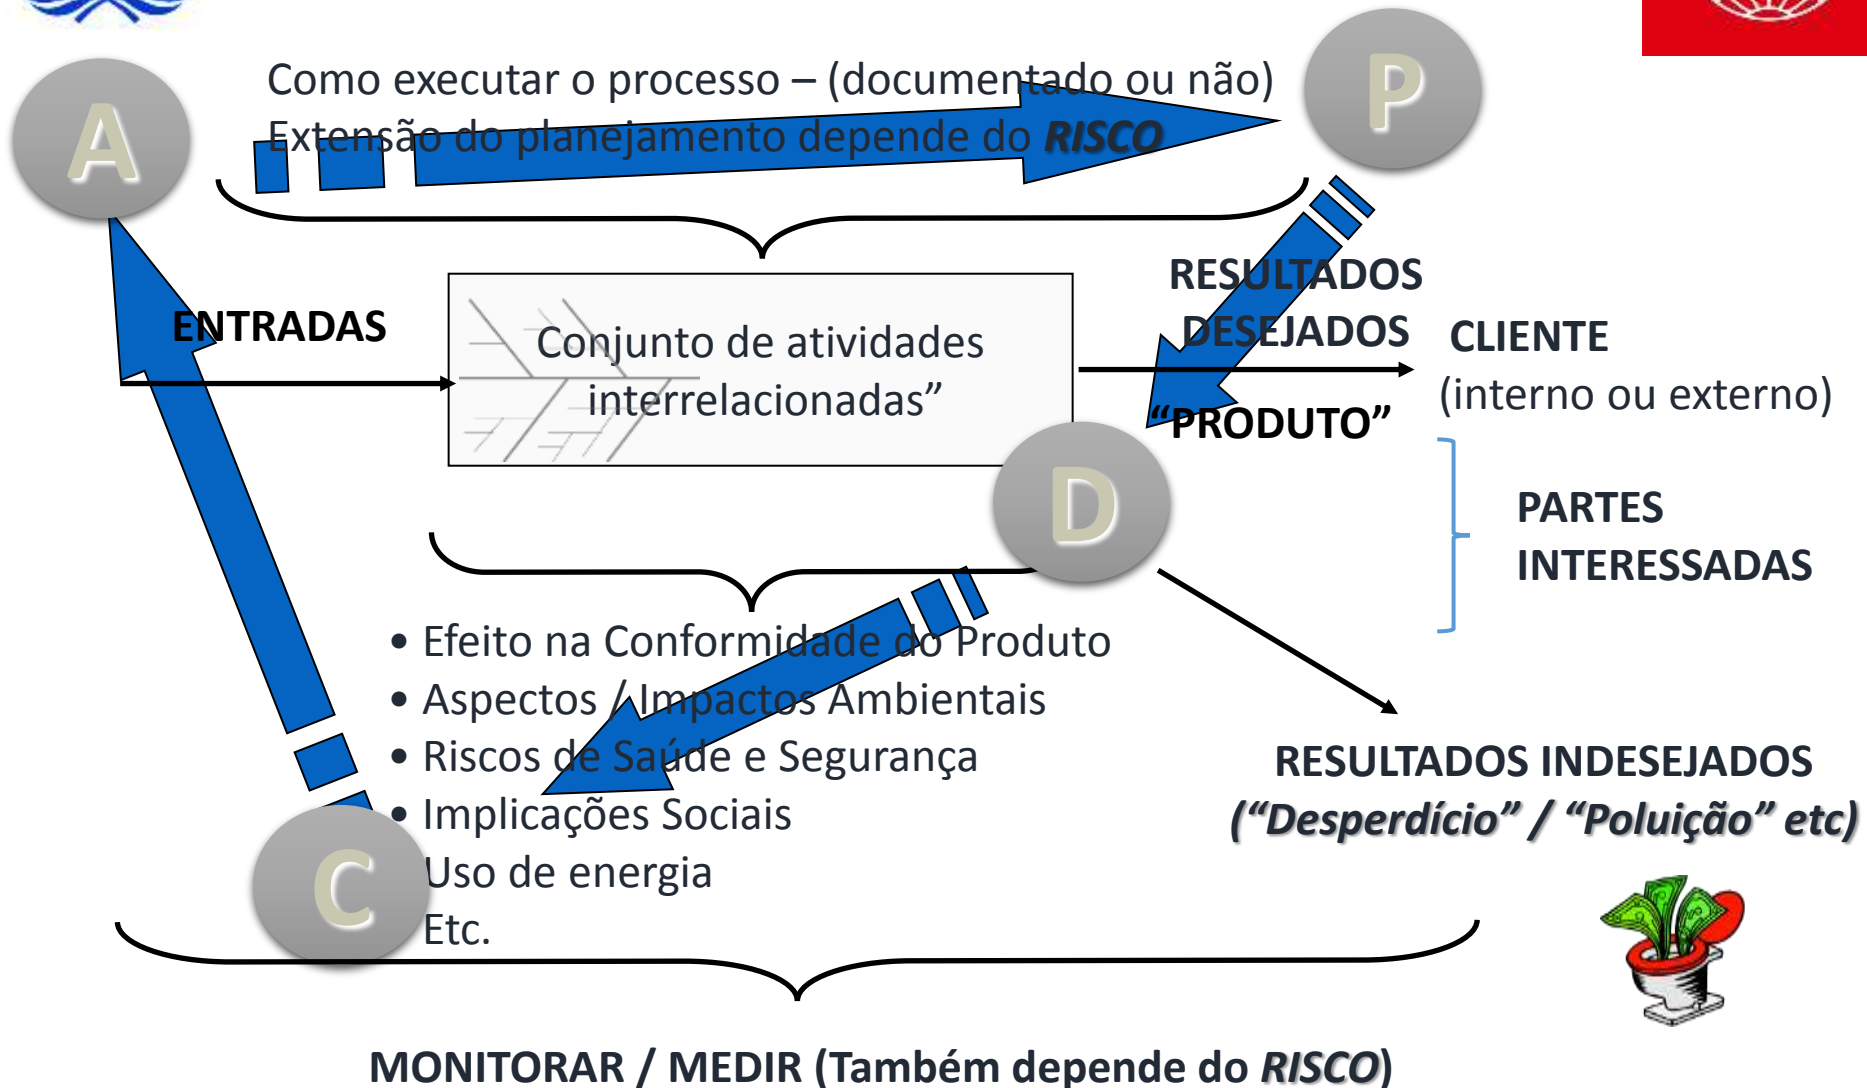 A
P
Como executar o processo – (documentado ou não)
Extensão do planejamento depende do RISCO
ENTRADAS
Conjunto de atividades
interrelacionadas”
RESULTADOS
DESEJADOS
“PRODUTO”
CLIENTE
(interno ou externo)
D
PARTES
INTERESSADAS
• Efeito na Conformidade do Produto
• Aspectos / Impactos Ambientais
• Riscos de Saúde e Segurança
• Implicações Sociais
Uso de energia
Etc.
C
RESULTADOS INDESEJADOS
(“Desperdício” / “Poluição” etc)
MONITORAR / MEDIR (Também depende do RISCO)